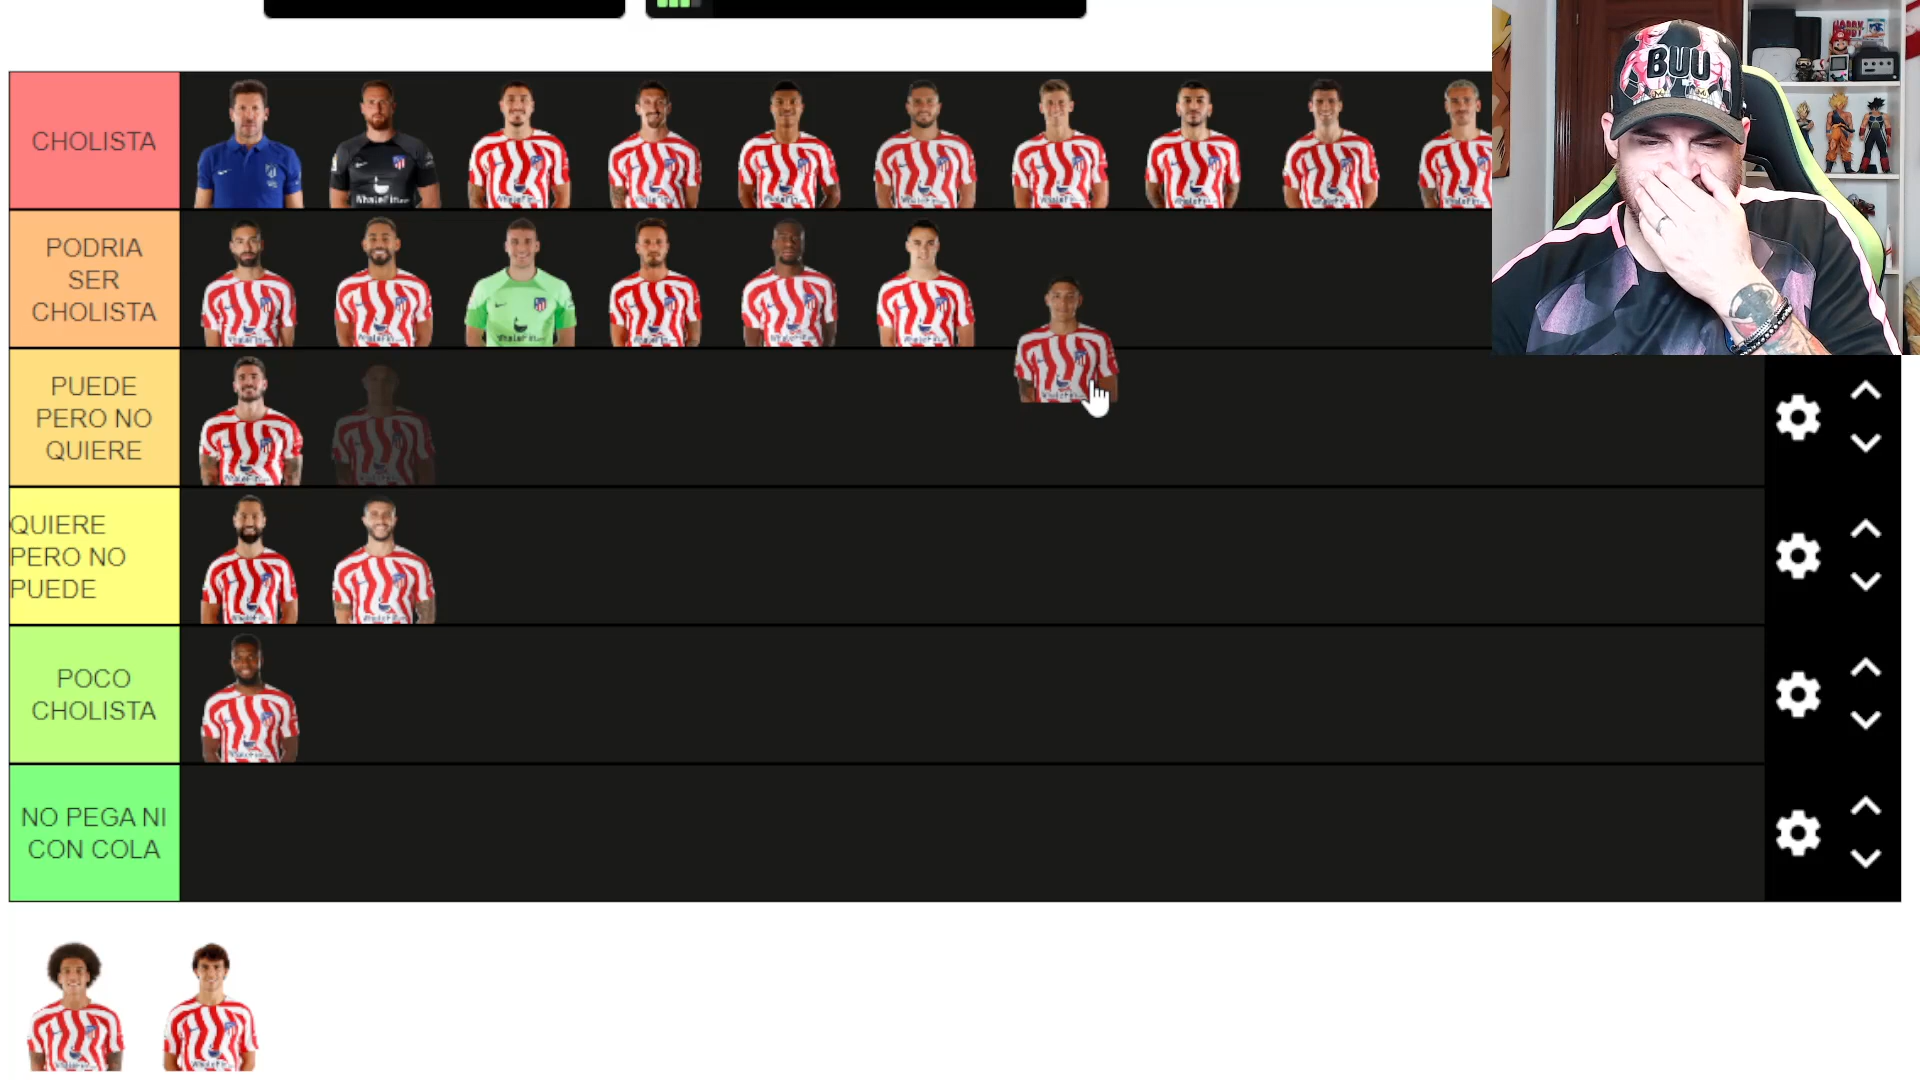 CHOLISTA
PODRIA
SER
CHOLISTA
PUEDE
PERO NO
QUIERE
QUIERE
PERO NO
PUEDE
POCO
CHOLISTA
NO PEGA NI
CON COLA
BUU